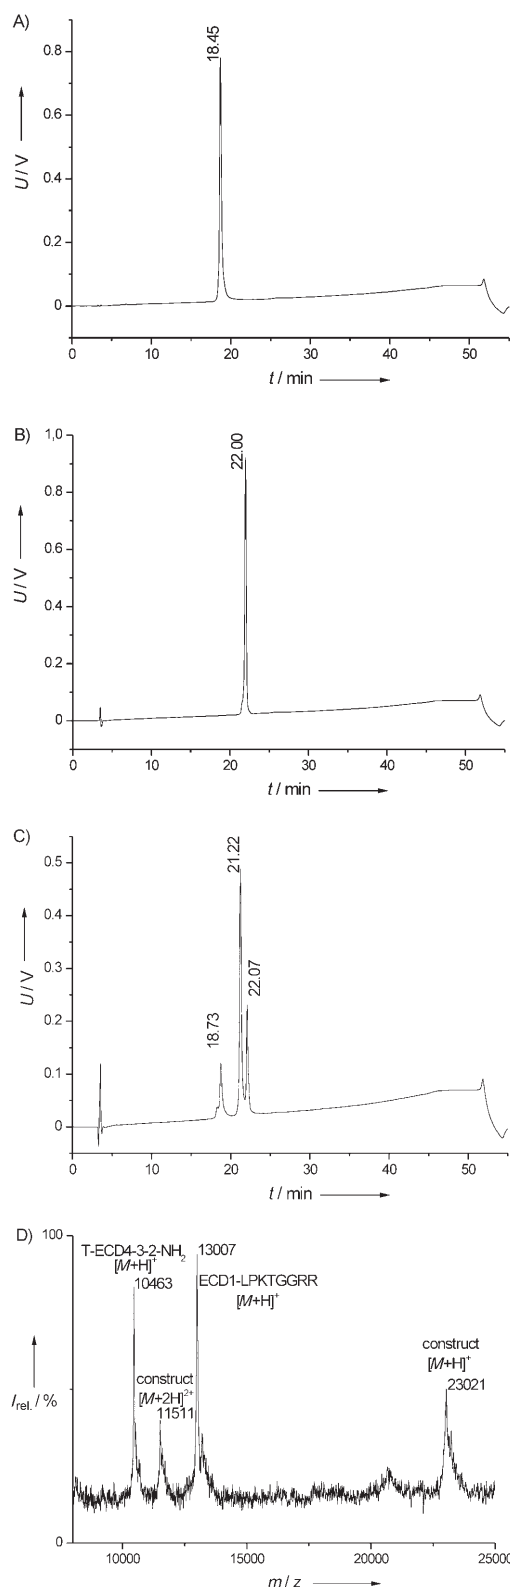 A)
18.45
0.8
0.6
0.4
0.2
0
U / V
0 10 20 30 40 50
t / min
B)
22.00
1,0
0.8
0.6
0.4
0.2
0
U / V
0 10 20 30 40 50
t / min
C)
21.22
22.07
18.73
0.5
0.4
0.3
0.2
0.1
0
U / V
0 10 20 30 40 50
t / min
D)
100
T-ECD4-3-2-NH2
[M+H]+
10463
13007
ECD1-LPKTGGRR
[M+H]+
construct
[M+2H]2+
11511
construct
[M+H]+
23021
Irel. / %
0
10000 15000 20000 25000
m / z